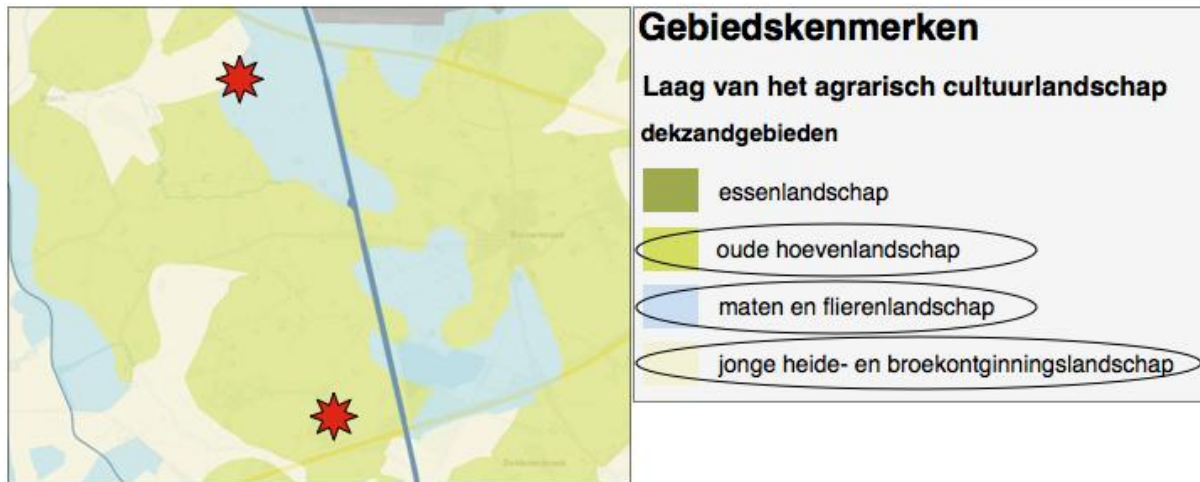 Gebiedskenmerken
Laag van het agrarisch cultuurlandschap
dekzandgebieden
essenlandschap
oude hoevenlandschap
maten en flierenlandschap
jonge heide- en broekontginningslandschap